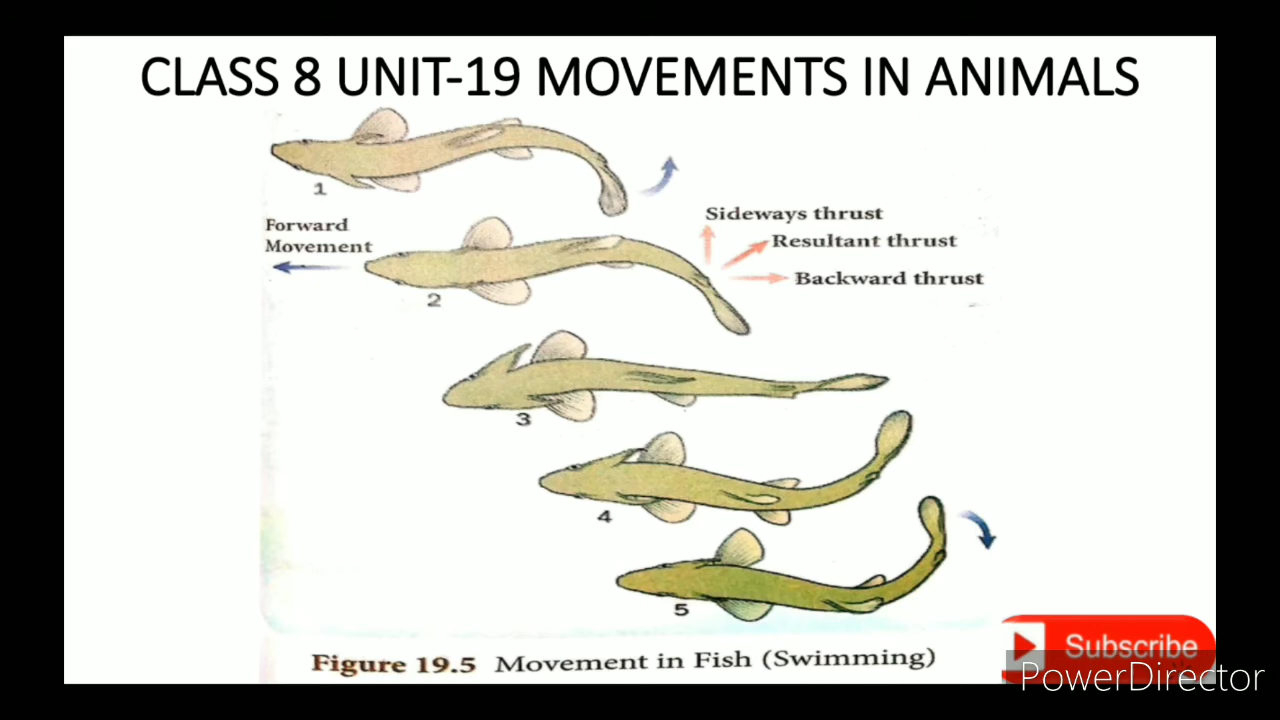 CLASS 8 UNIT-19 MOVEMENTS IN ANIMALS
1
Forward
Movement
Sideways thrust
Resultant thrust
Backward thrust
2
3
4
5
Figure 19.5 Movement in Fish (Swimming)
Subscribe
PowerDirector